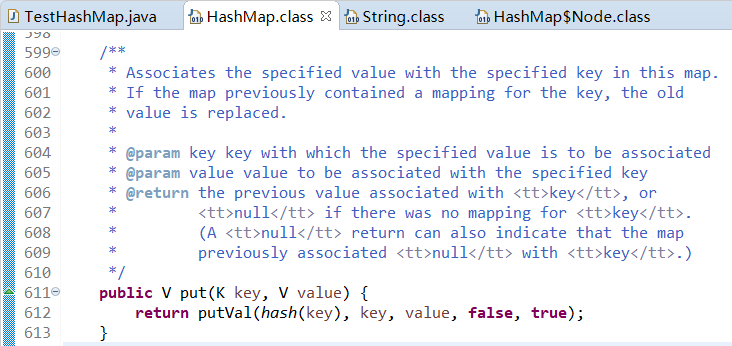 TestHashMap.java HashMap.class String.class HashMap$Node.class
598
599 /**
600 * Associates the specified value with the specified key in this map.
601 * If the map previously contained a mapping for the key, the old
602 * value is replaced.
603 *
604 * @param key key with which the specified value is to be associated
605 * @param value value to be associated with the specified key
606 * @return the previous value associated with <tt>key</tt>, or
607 *         <tt>null</tt> if there was no mapping for <tt>key</tt>.
608 *         (A <tt>null</tt> return can also indicate that the map
609 *         previously associated <tt>null</tt> with <tt>key</tt>.)
610 */
611 public V put(K key, V value) {
612     return putVal(hash(key), key, value, false, true);
613 }